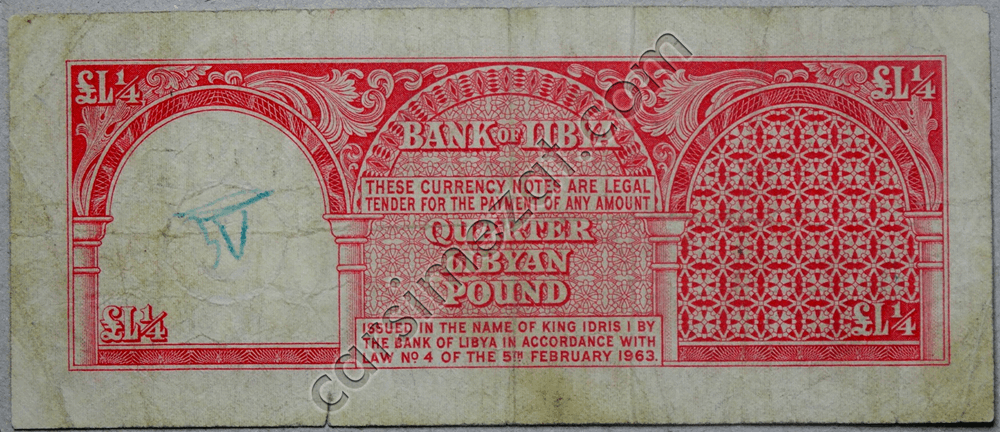 £L¼
£L¼
BANK OF LIBYA
THESE CURRENCY NOTES ARE LEGAL
TENDER FOR THE PAYMENT OF ANY AMOUNT
QUARTER
LIBYAN
POUND
£L¼
£L¼
ISSUED IN THE NAME OF KING IDRIS I BY
THE BANK OF LIBYA IN ACCORDANCE WITH
LAW Nº 4 OF THE 5TH FEBRUARY 1963.